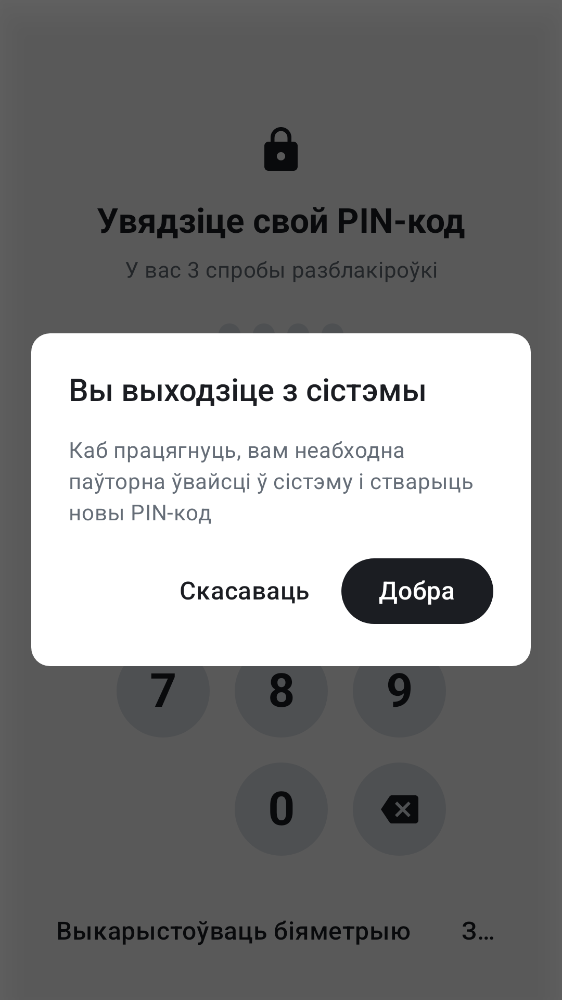 Увядзіце свой PIN-код
У вас 3 спробы разблакіроўкі
Вы выходзіце з сістэмы
Каб працягнуць, вам неабходна
паўторна ўвайсці ў сістэму і стварыць
новы PIN-код
Скасаваць Добра
7 8 9
0
Выкарыстоўваць біяметрыю З...